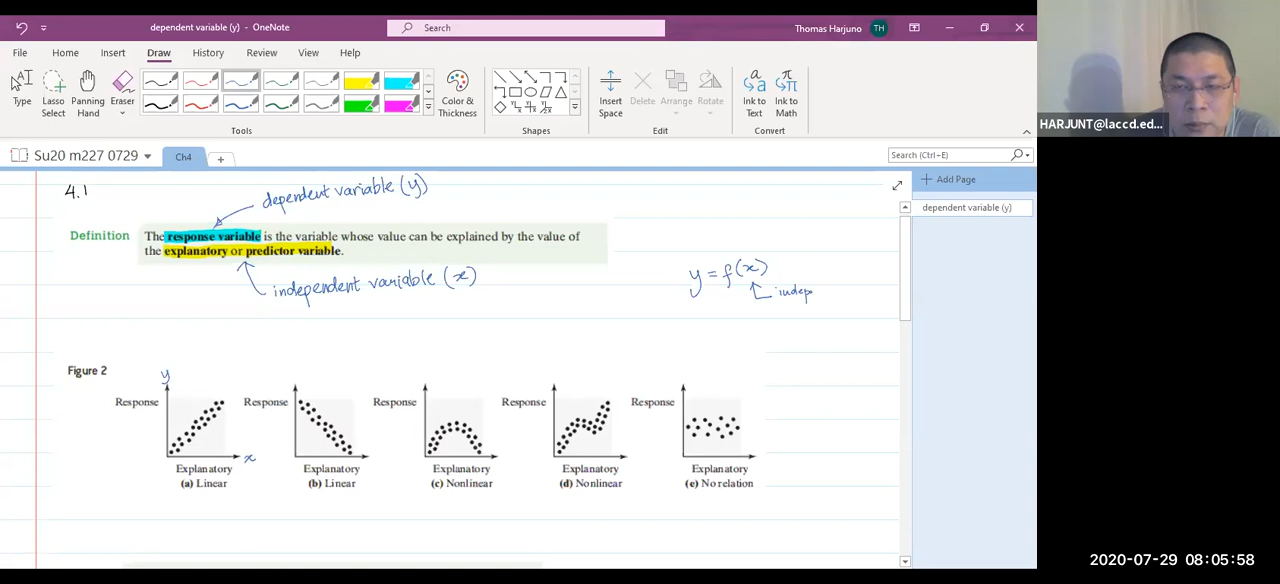 dependent variable (y) - OneNote
Search
Thomas Harjuno
TH
File
Home
Insert
Draw
History
Review
View
Help
Type
Lasso Select
Panning Hand
Eraser
Color & Thickness
Insert Space
Delete
Arrange
Rotate
Ink to Text
Ink to Math
Tools
Shapes
Edit
Convert
HARJUNT@laccd.ed...
Su20 m227 0729
Ch4
Search (Ctrl+E)
Add Page
dependent variable (y)
4.1
dependent variable (y)
Definition
The response variable is the variable whose value can be explained by the value of
the explanatory or predictor variable.
independent variable (x)
y = f(x)
indep
Figure 2
y
Response
Response
Response
Response
Response
x
Explanatory
Explanatory
Explanatory
Explanatory
Explanatory
(a) Linear
(b) Linear
(c) Nonlinear
(d) Nonlinear
(e) No relation
2020-07-29 08:05:58